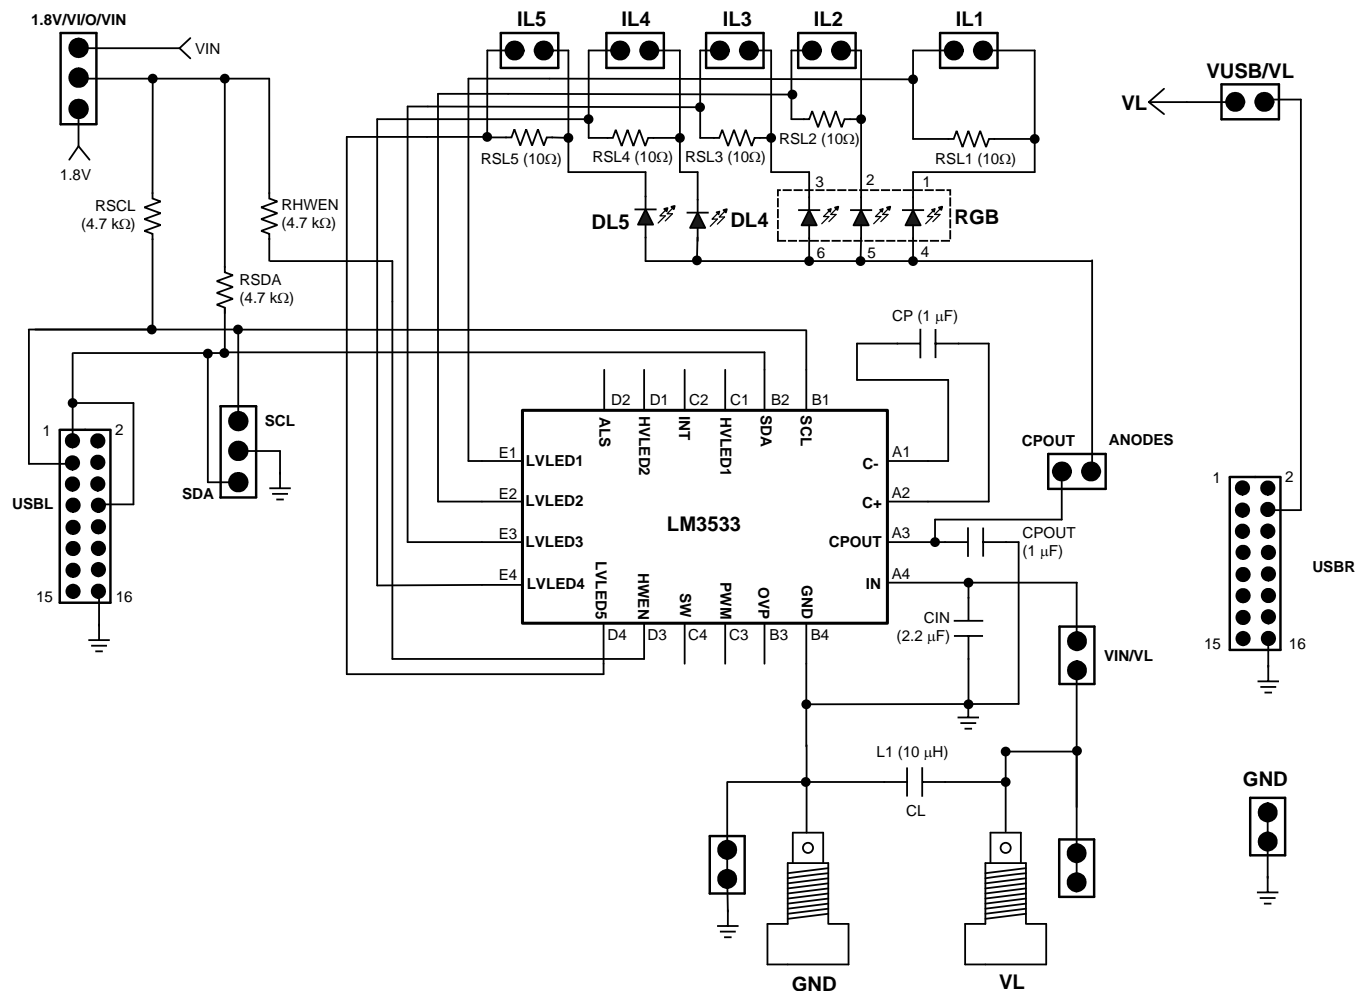 1.8V/VI/O/VIN
VIN
1.8V
IL5
IL4
IL3
IL2
IL1
VUSB/VL
VL
RSL5 (10Ω)
RSL4 (10Ω)
RSL3 (10Ω)
RSL2 (10Ω)
RSL1 (10Ω)
RSCL
(4.7 kΩ)
RHWEN
(4.7 kΩ)
RSDA
(4.7 kΩ)
3
2
1
DL5
DL4
RGB
6
5
4
CP (1 μF)
SCL
SDA
1
2
USBL
15
16
D2
D1
C2
C1
B2
B1
ALS
HVLED2
INT
HVLED1
SDA
SCL
E1
LVLED1
E2
LVLED2
E3
LVLED3
E4
LVLED4
LM3533
C-
A1
C+
A2
CPOUT
A3
IN
A4
LVLED5
HWEN
SW
PWM
OVP
GND
D4
D3
C4
C3
B3
B4
CPOUT
ANODES
CPOUT
(1 μF)
CIN
(2.2 μF)
VIN/VL
1
2
USBR
15
16
L1 (10 μH)
CL
GND
GND
VL